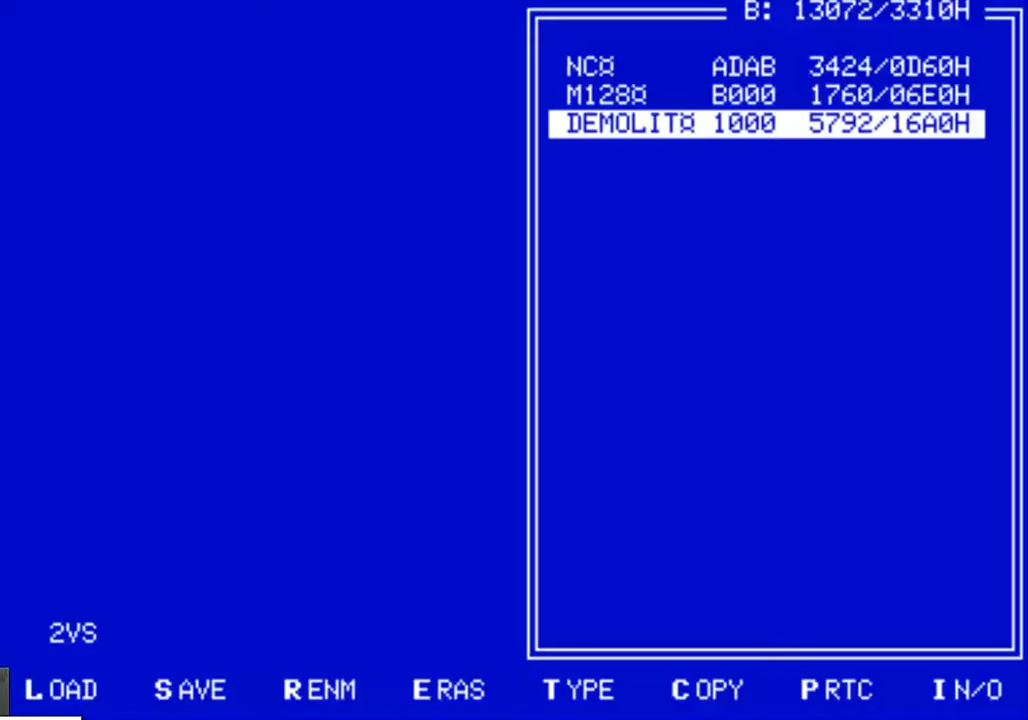 B: 13072/3310H
NC¤ ADAB 3424/0D60H
M128¤ B000 1760/06E0H
DEMOLIT¤ 1000 5792/16A0H
2VS
LOAD SAVE RENM ERAS TYPE COPY PRTC IN/O